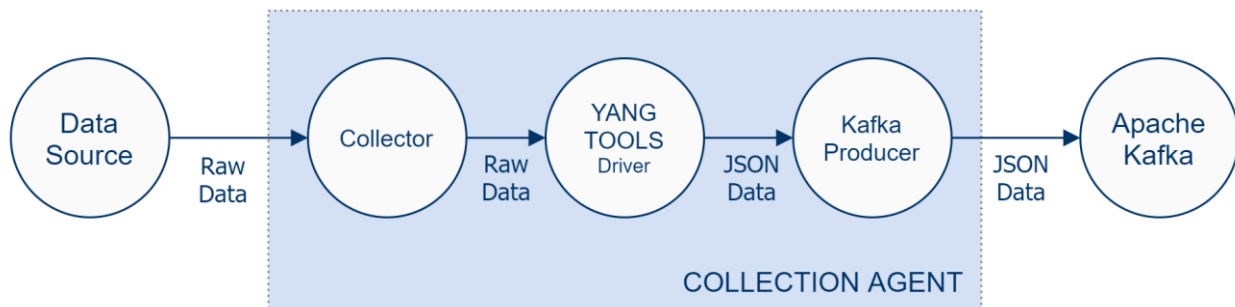 Data
Source
Raw
Data
Collector
Raw
Data
YANG
TOOLS
Driver
JSON
Data
Kafka
Producer
JSON
Data
Apache
Kafka
COLLECTION AGENT